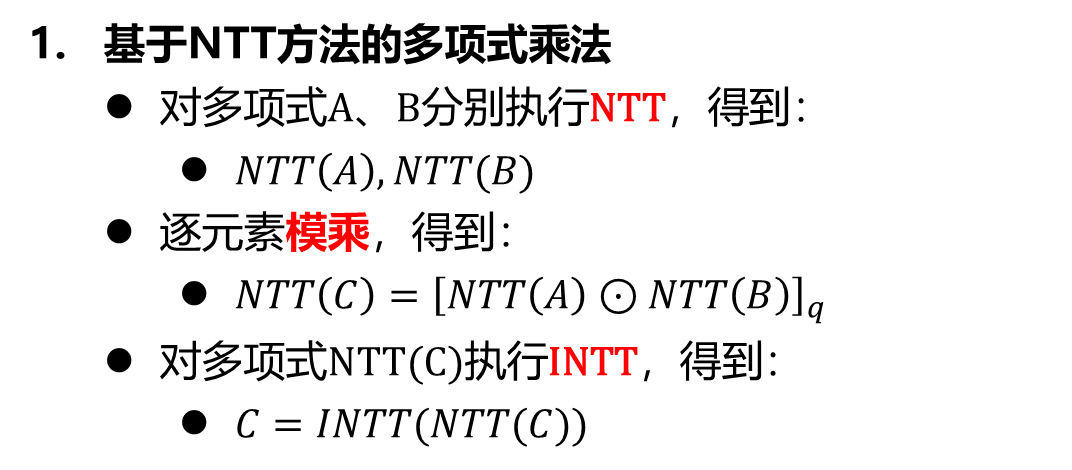 1. 基于NTT方法的多项式乘法
● 对多项式A、B分别执行NTT，得到：
● NTT(A), NTT(B)
● 逐元素模乘，得到：
● NTT(C) = [NTT(A) ⊙ NTT(B)]_q
● 对多项式NTT(C)执行INTT，得到：
● C = INTT(NTT(C))